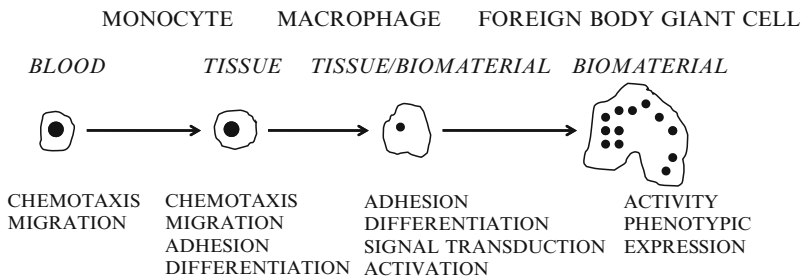 MONOCYTE MACROPHAGE FOREIGN BODY GIANT CELL
BLOOD TISSUE TISSUE/BIOMATERIAL BIOMATERIAL
CHEMOTAXIS
MIGRATION
CHEMOTAXIS
MIGRATION
ADHESION
DIFFERENTIATION
ADHESION
DIFFERENTIATION
SIGNAL TRANSDUCTION
ACTIVATION
ACTIVITY
PHENOTYPIC
EXPRESSION